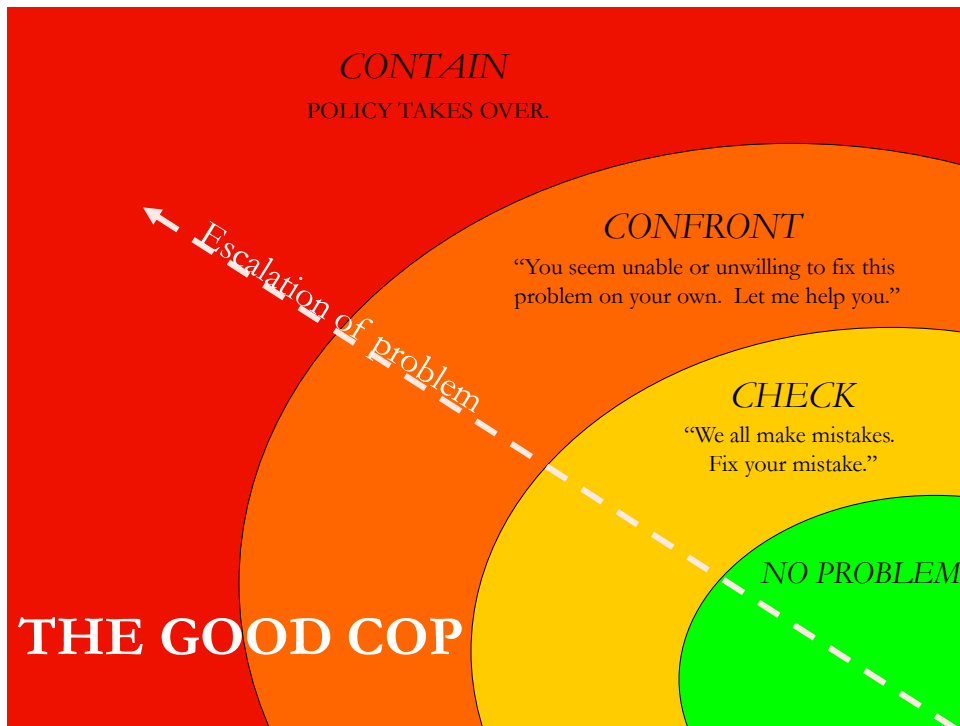 CONTAIN
POLICY TAKES OVER.
CONFRONT
“You seem unable or unwilling to fix this
problem on your own.  Let me help you.”
Escalation of problem
CHECK
“We all make mistakes.
Fix your mistake.”
NO PROBLEM
THE GOOD COP